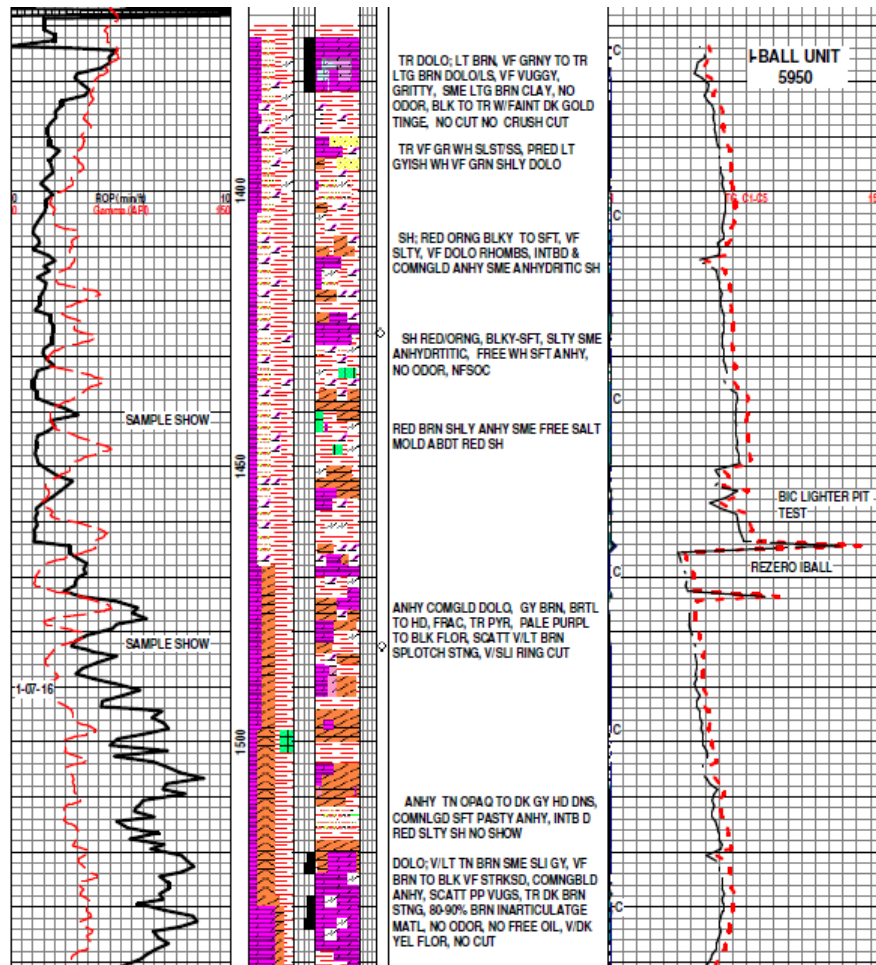 I-BALL UNIT
5950
TR DOLO; LT BRN, VF GRNY TO TR
LTG BRN DOLO/LS, VF VUGGY,
GRITTY, SME LTG BRN CLAY, NO
ODOR, BLK TO TR W/FAINT DK GOLD
TINGE, NO CUT NO CRUSH CUT
TR VF GR WH SLST/SS, PRED LT
GYISH WH VF GRN SHLY DOLO
1400
0 ROP (min/ft) 10
0 Gamma (API) 150
TG, C1-C5
C
C
SH; RED ORNG BLKY TO SFT, VF
SLTY, VF DOLO RHOMBS, INTBD &
COMNGLD ANHY SME ANHYDRITIC SH
SH RED/ORNG, BLKY-SFT, SLTY SME
ANHYDRTITIC, FREE WH SFT ANHY,
NO ODOR, NFSOC
C
SAMPLE SHOW
RED BRN SHLY ANHY SME FREE SALT
MOLD ABDT RED SH
1450
BIC LIGHTER PIT
TEST
REZERO IBALL
C
ANHY COMGLD DOLO, GY BRN, BRTL
TO HD, FRAC, TR PYR, PALE PURPL
TO BLK FLOR, SCATT V/LT BRN
SPLOTCH STNG, V/SLI RING CUT
SAMPLE SHOW
1-07-16
C
1500
ANHY TN OPAQ TO DK GY HD DNS,
COMNLGD SFT PASTY ANHY, INTB D
RED SLTY SH NO SHOW
DOLO; V/LT TN BRN SME SLI GY, VF
BRN TO BLK VF STRKSD, COMNGBLD
ANHY, SCATT PP VUGS, TR DK BRN
STNG, 80-90% BRN INARTICULATGE
MATL, NO ODOR, NO FREE OIL, V/DK
YEL FLOR, NO CUT
C